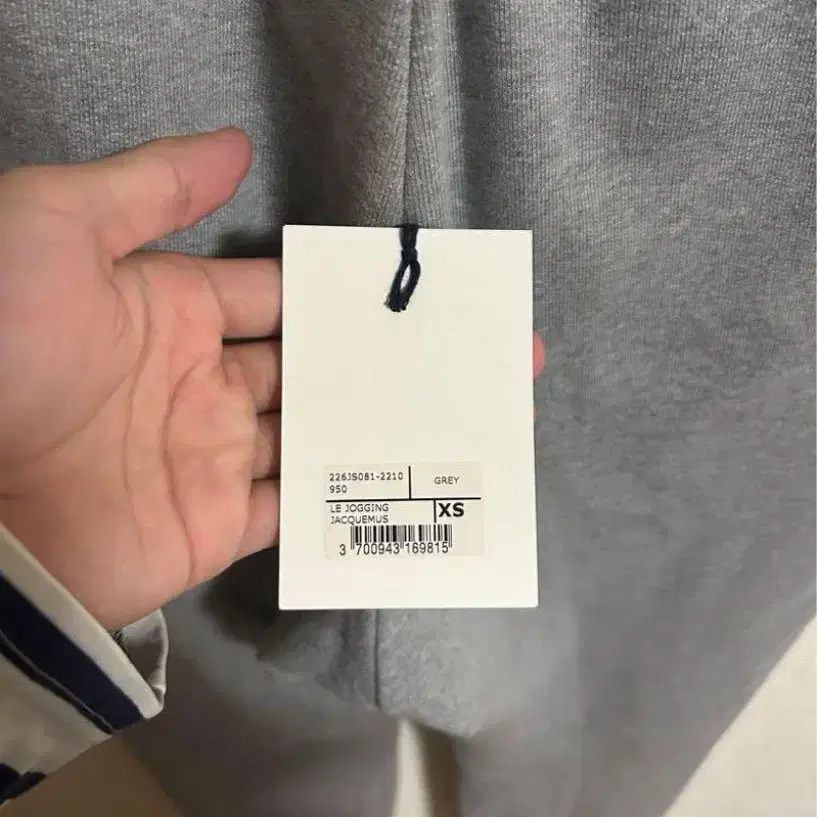 226JS081-2210
950
GREY
LE JOGGING
JACQUEMUS
XS
3 700943 169815